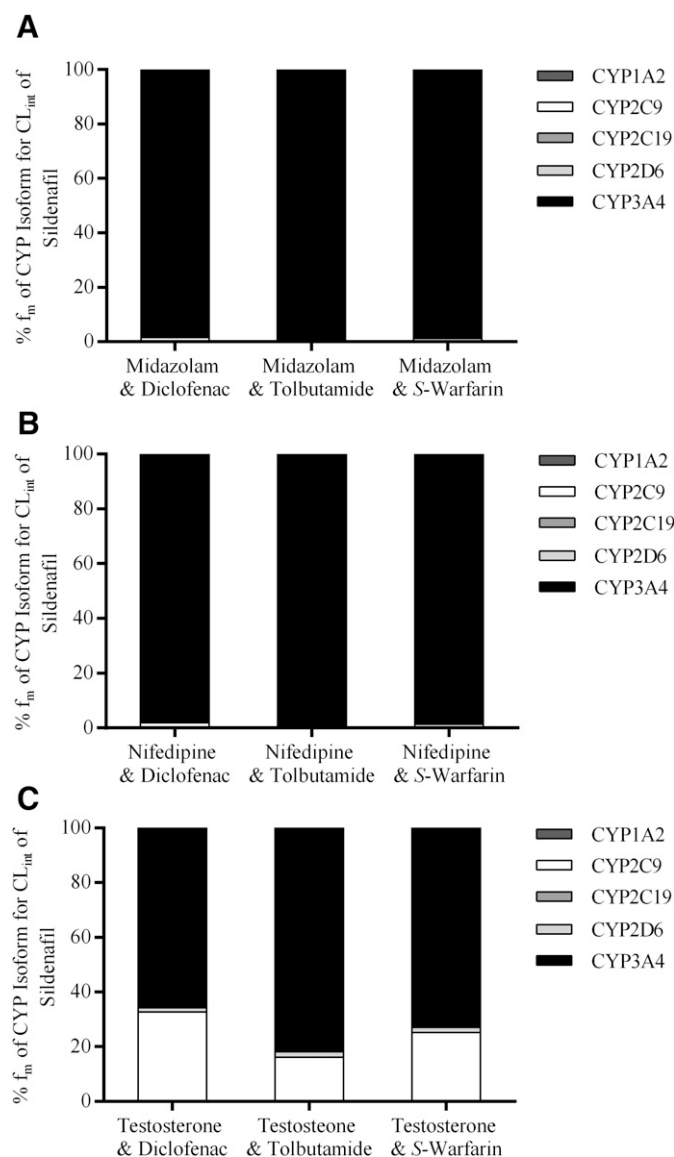 A
% fm of CYP Isoform for CLint of
Sildenafil
100
80
60
40
20
0
Midazolam
& Diclofenac
Midazolam
& Tolbutamide
Midazolam
& S-Warfarin
CYP1A2
CYP2C9
CYP2C19
CYP2D6
CYP3A4
B
% fm of CYP Isoform for CLint of
Sildenafil
100
80
60
40
20
0
Nifedipine
& Diclofenac
Nifedipine
& Tolbutamide
Nifedipine
& S-Warfarin
CYP1A2
CYP2C9
CYP2C19
CYP2D6
CYP3A4
C
% fm of CYP Isoform for CLint of
Sildenafil
100
80
60
40
20
0
Testosterone
& Diclofenac
Testosteone
& Tolbutamide
Testosterone
& S-Warfarin
CYP1A2
CYP2C9
CYP2C19
CYP2D6
CYP3A4